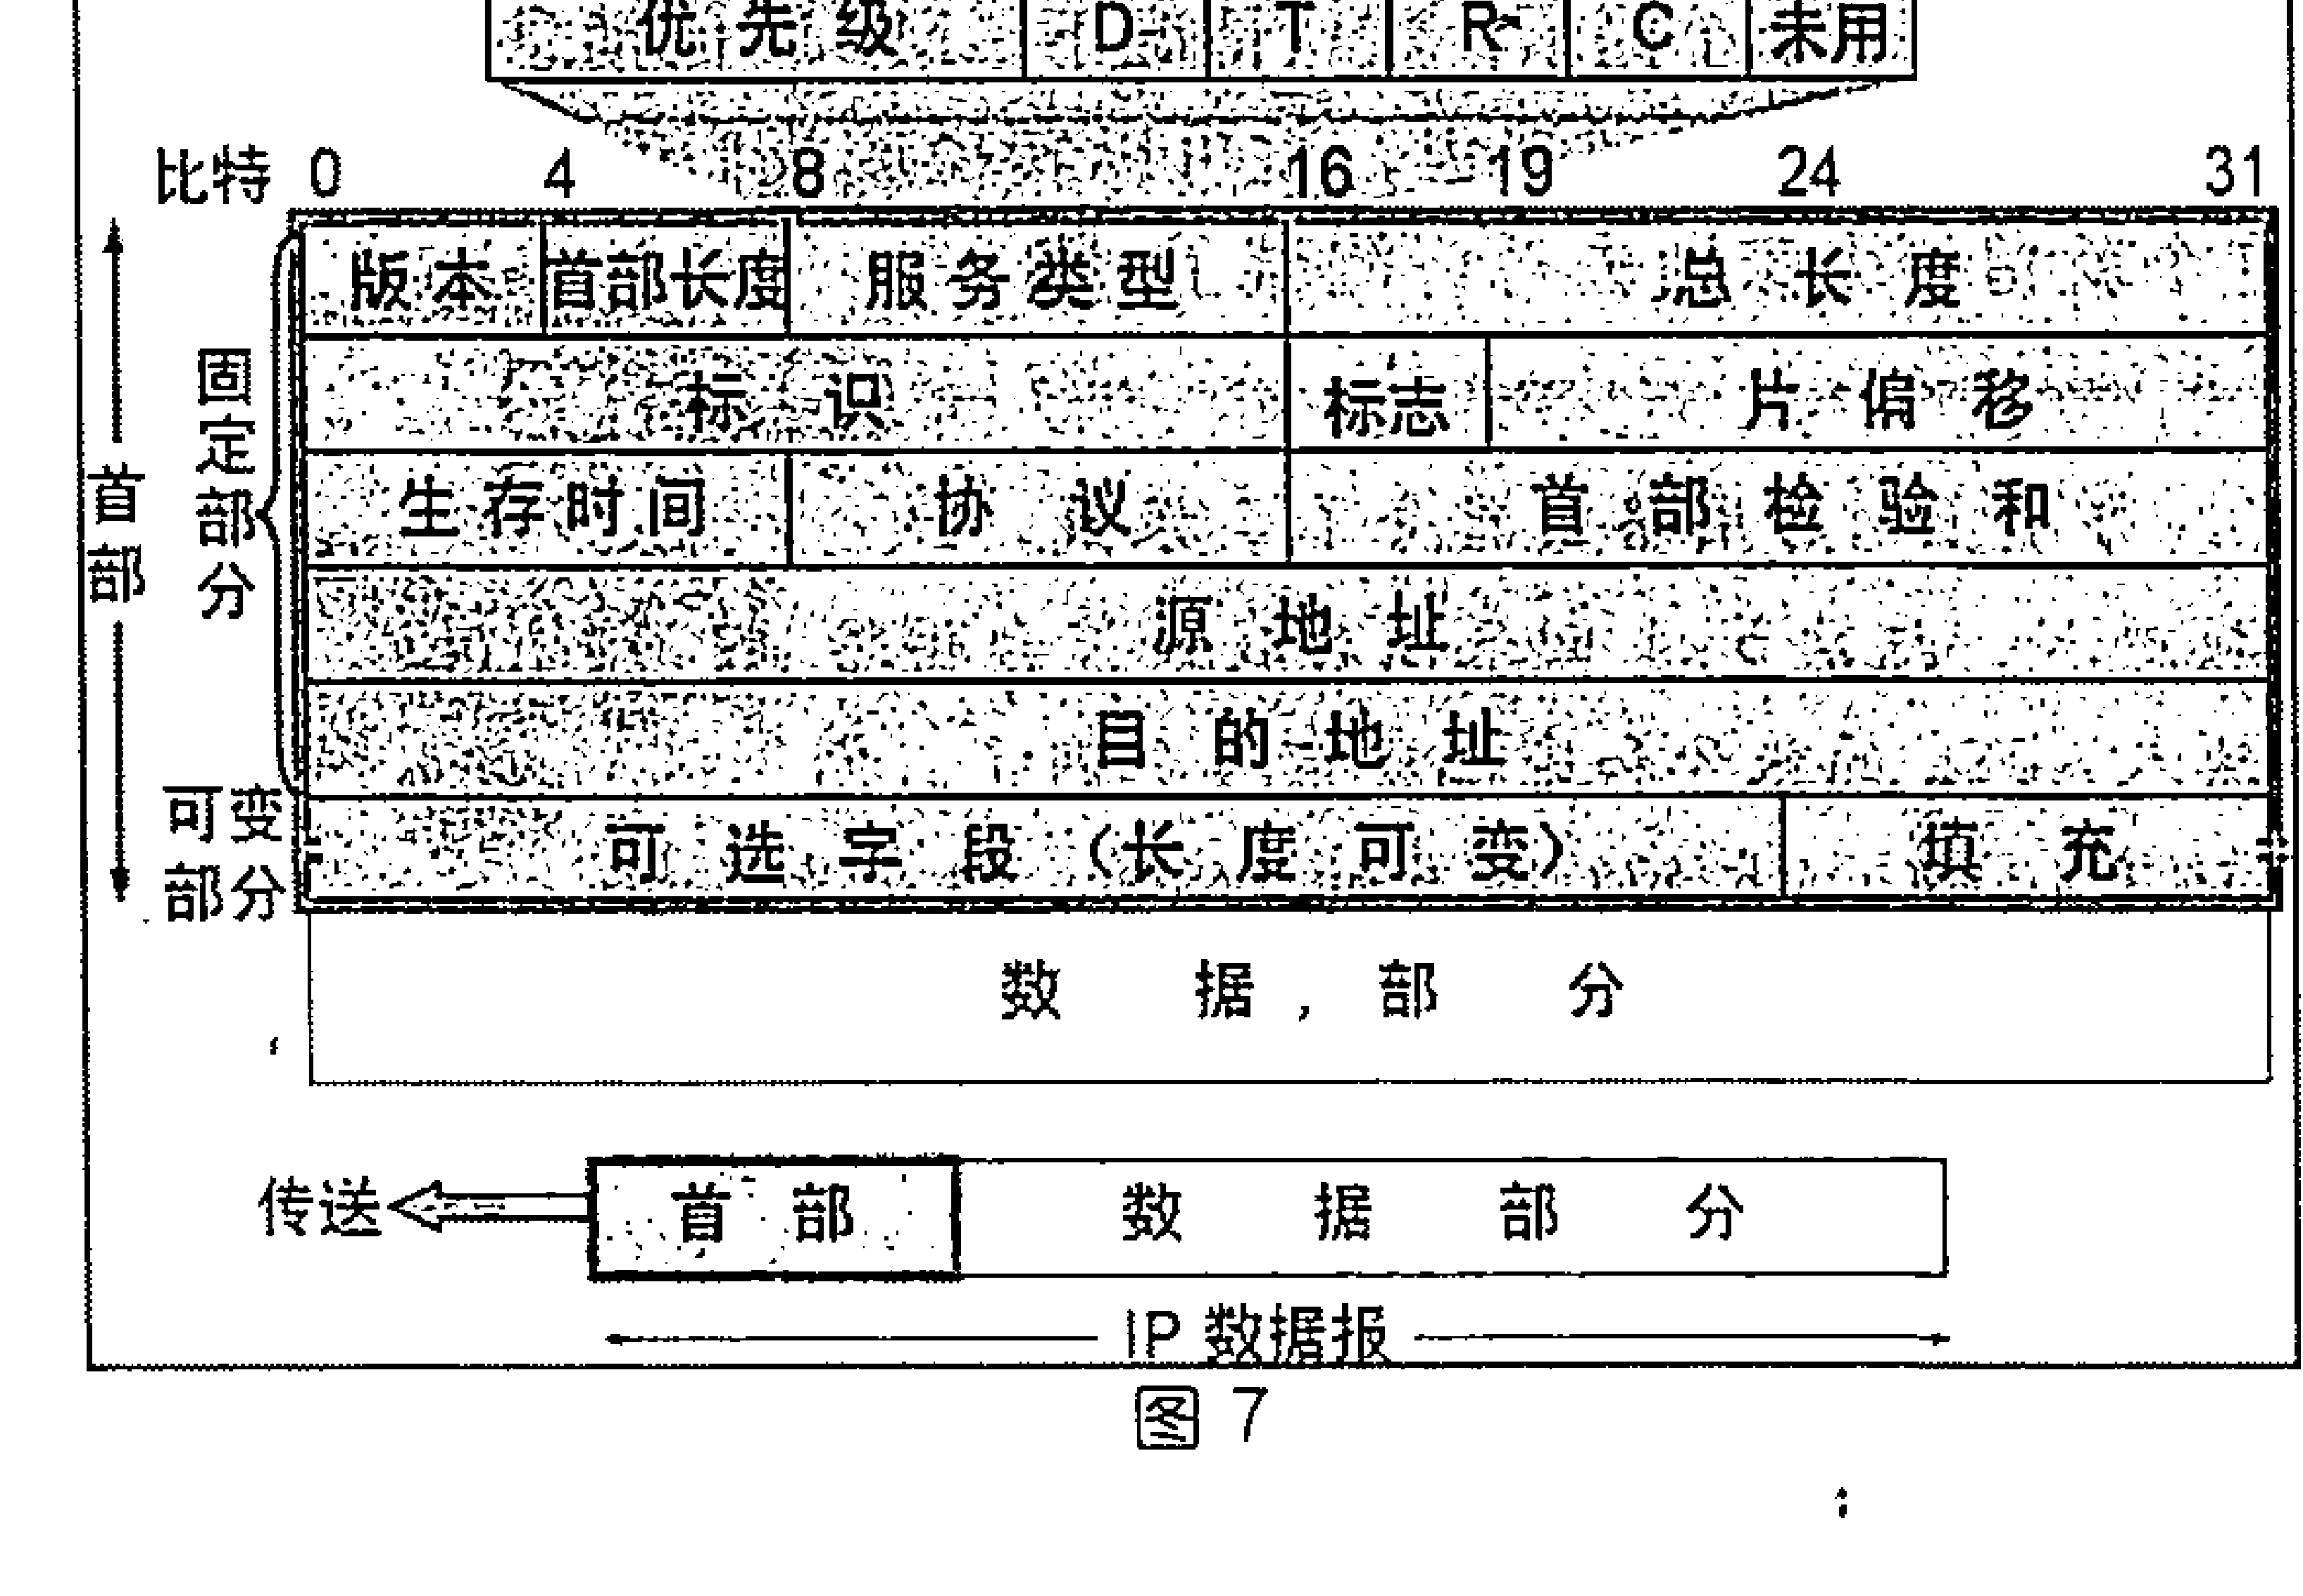 优先级 D T R C 未用
比特 0 4 8 16 19 24 31
版本 首部长度 服务类型 总长度
标识 标志 片偏移
生存时间 协议 首部检验和
源地址
目的地址
可选字段（长度可变） 填充
首部
固定部分
可变部分
数据部分
传送 首部 数据部分
IP 数据报
图 7